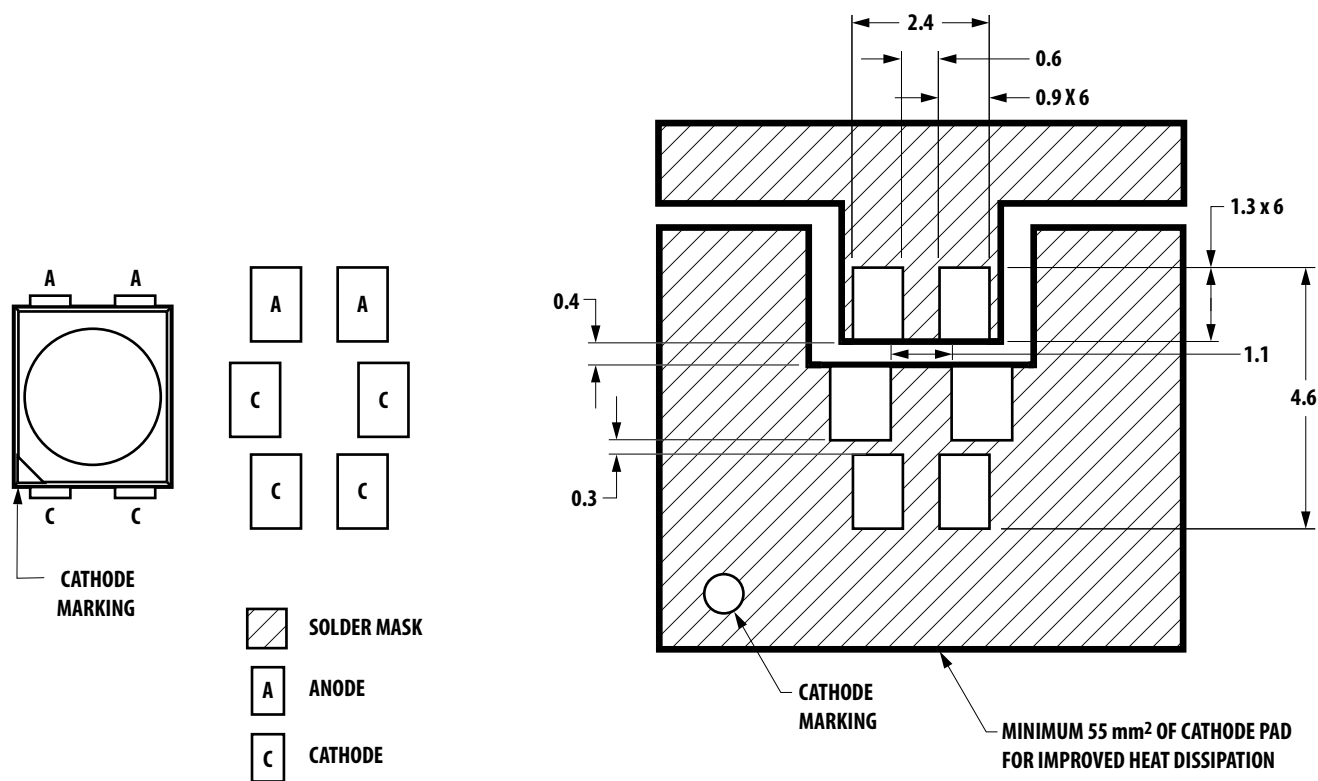 2.4
0.6
0.9 X 6
1.3 x 6
A A
A A
0.4
1.1
C C
4.6
C C
0.3
C C
CATHODE
MARKING
SOLDER MASK
A ANODE
C CATHODE
CATHODE
MARKING
MINIMUM 55 mm² OF CATHODE PAD
FOR IMPROVED HEAT DISSIPATION